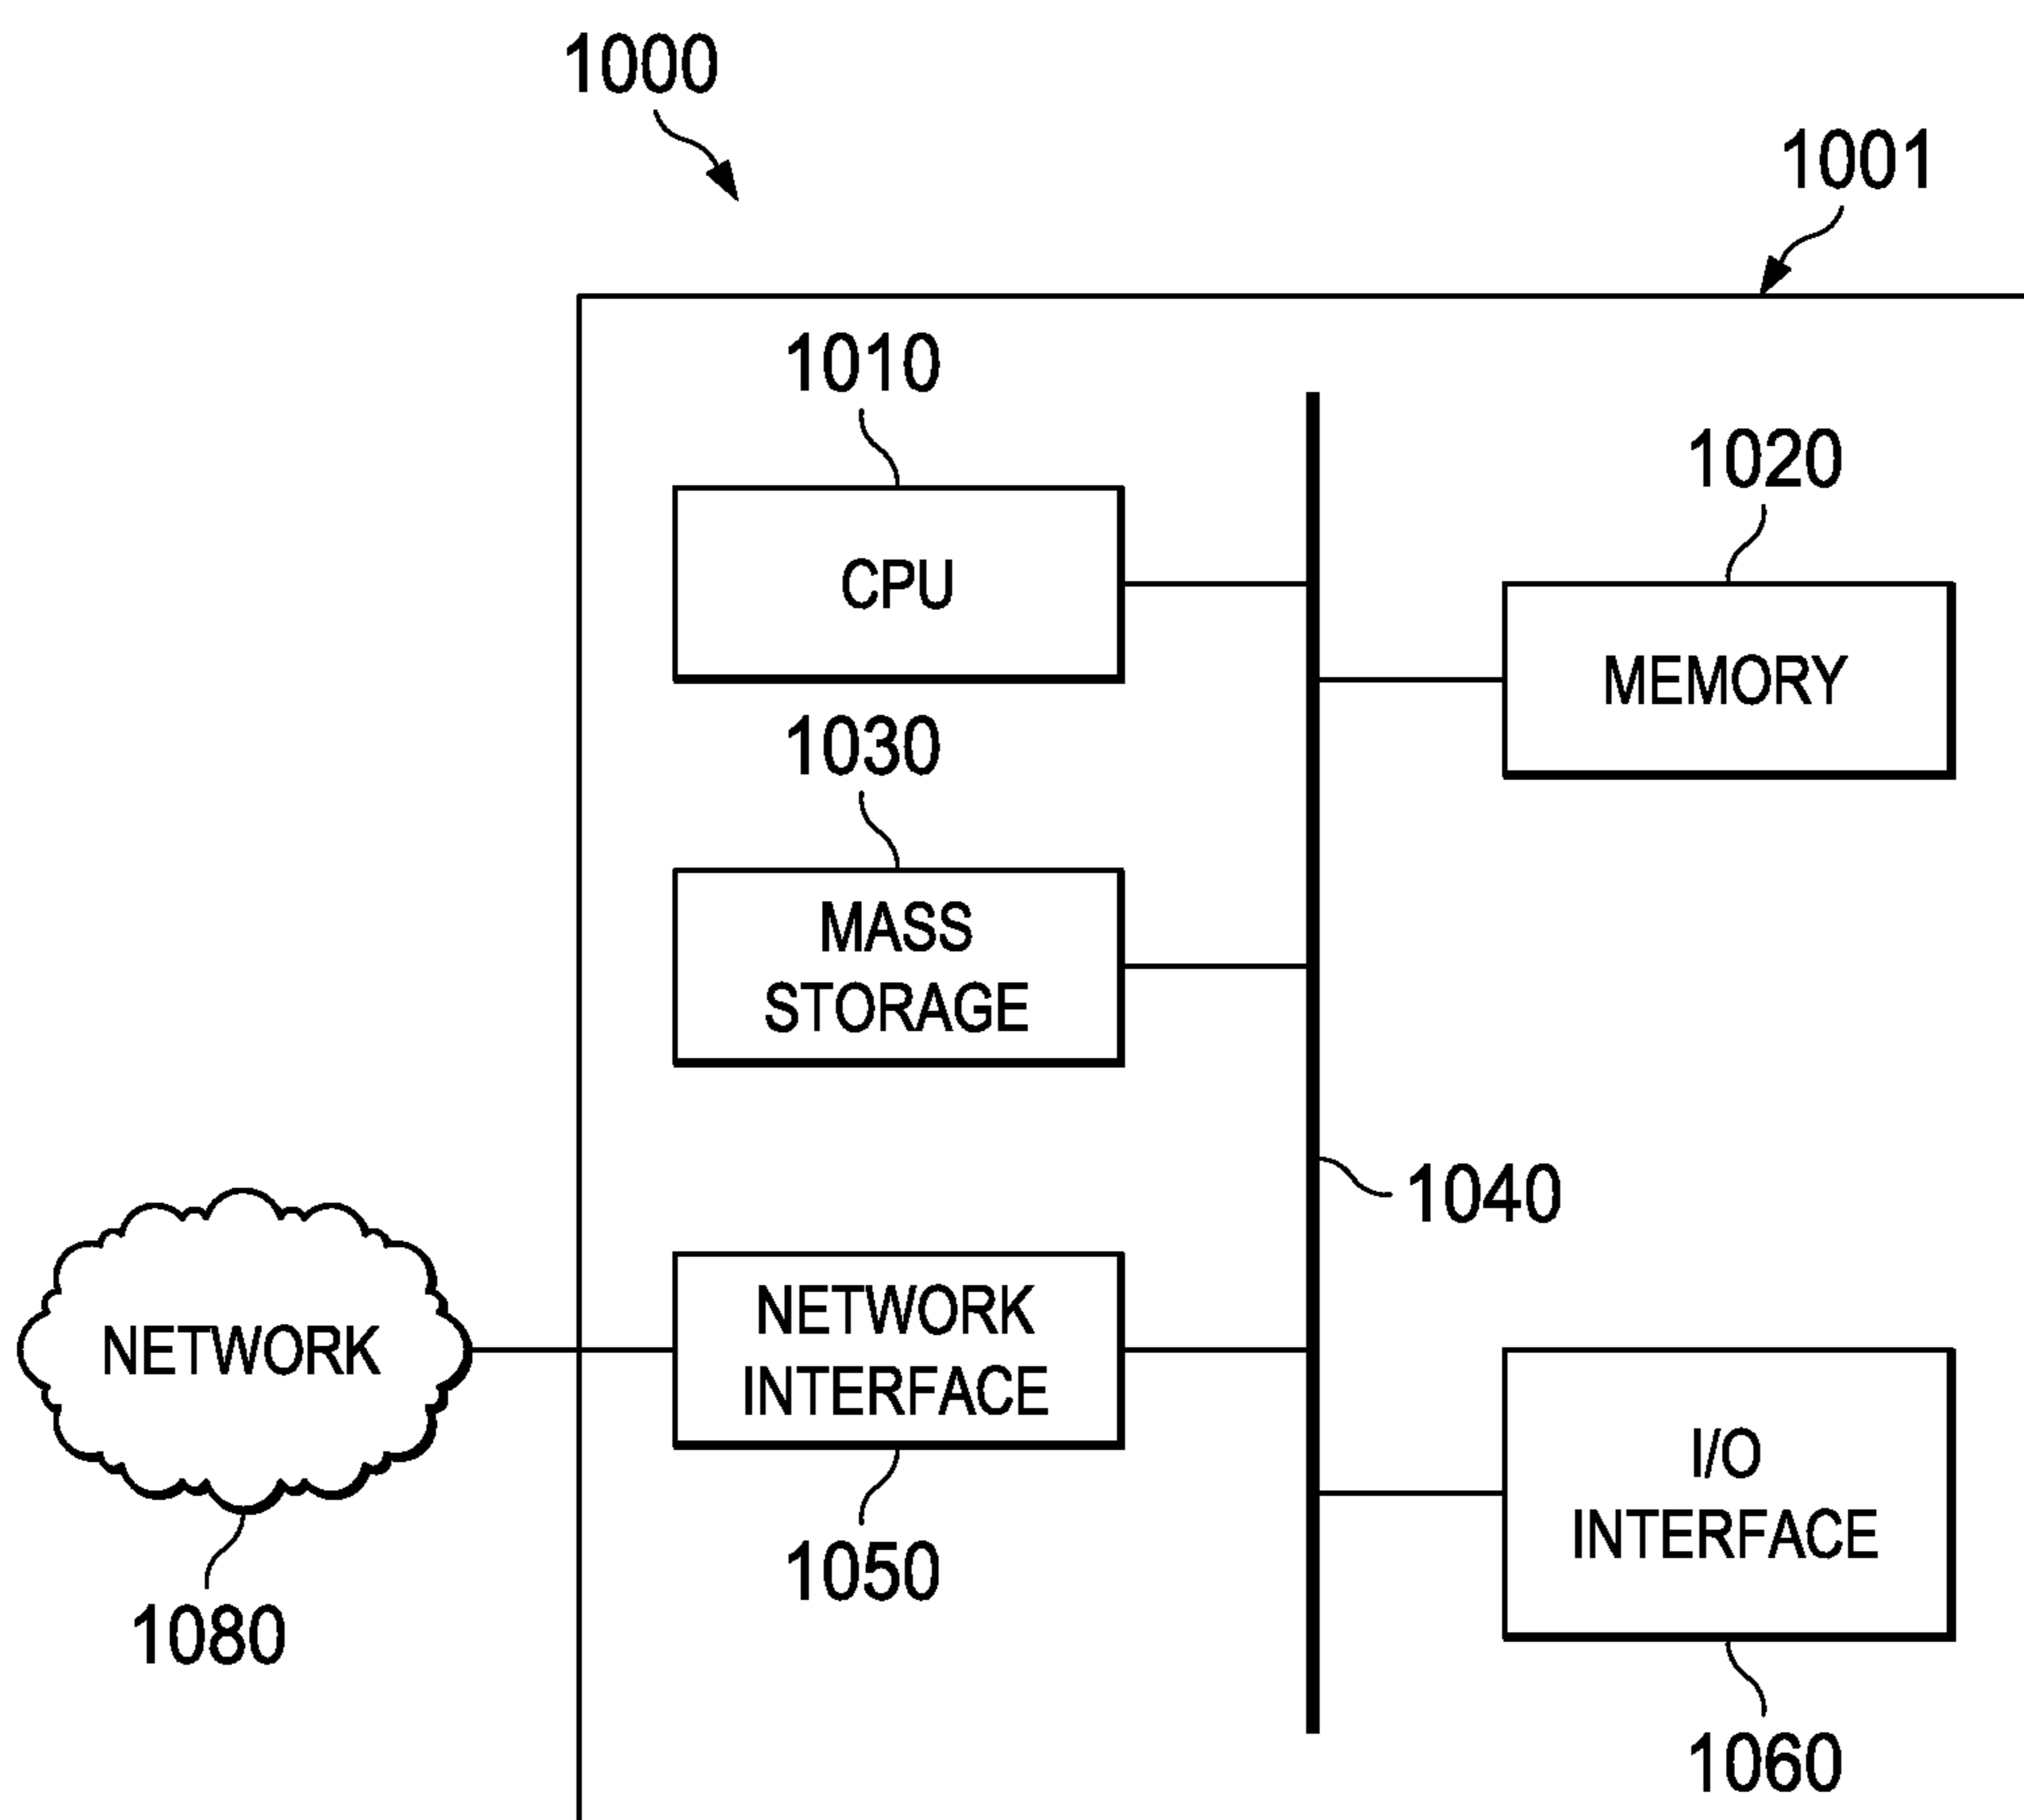 1000
1001
1010
CPU
1020
MEMORY
1030
MASS
STORAGE
1040
NETWORK
NETWORK
INTERFACE
1050
1080
I/O
INTERFACE
1060